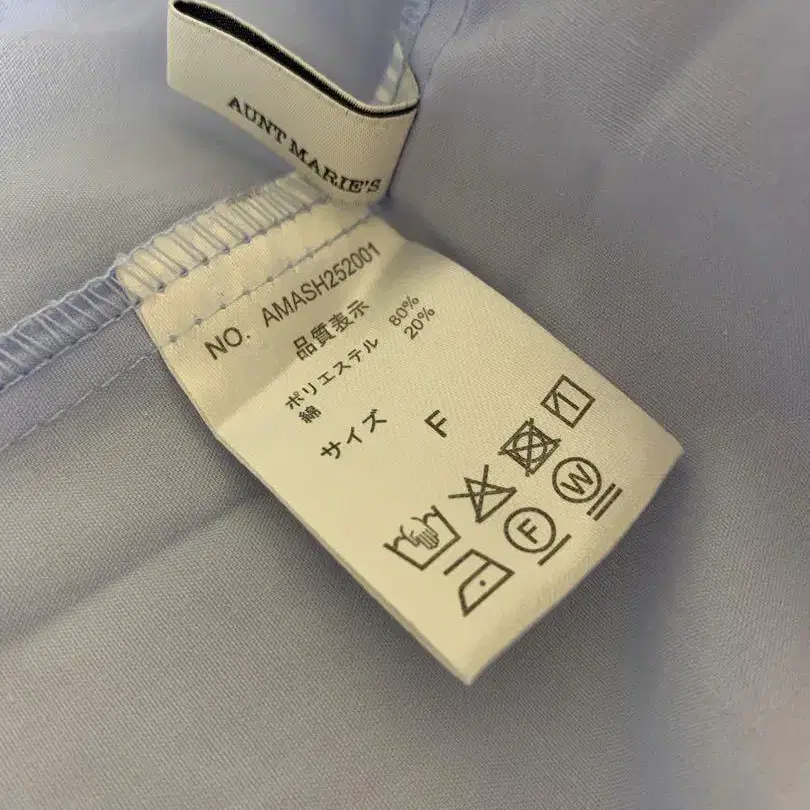 AUNT MARIE'S
NO. AMASH252001
品質表示
ポリエステル 80%
綿 20%
サイズ F
F
W